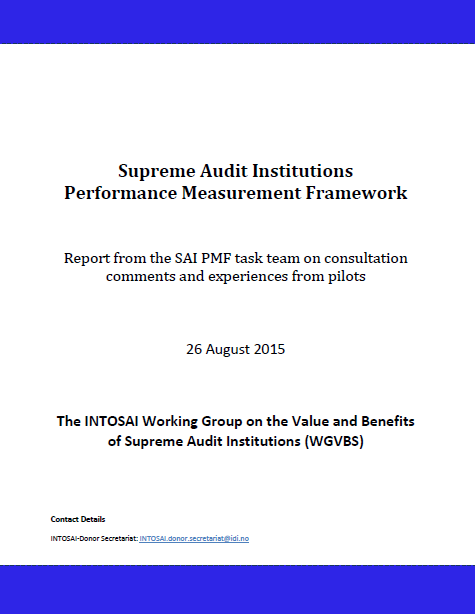 Supreme Audit Institutions
Performance Measurement Framework
Report from the SAI PMF task team on consultation
comments and experiences from pilots
26 August 2015
The INTOSAI Working Group on the Value and Benefits
of Supreme Audit Institutions (WGVBS)
Contact Details
INTOSAI-Donor Secretariat: INTOSAI.donor.secretariat@idi.no